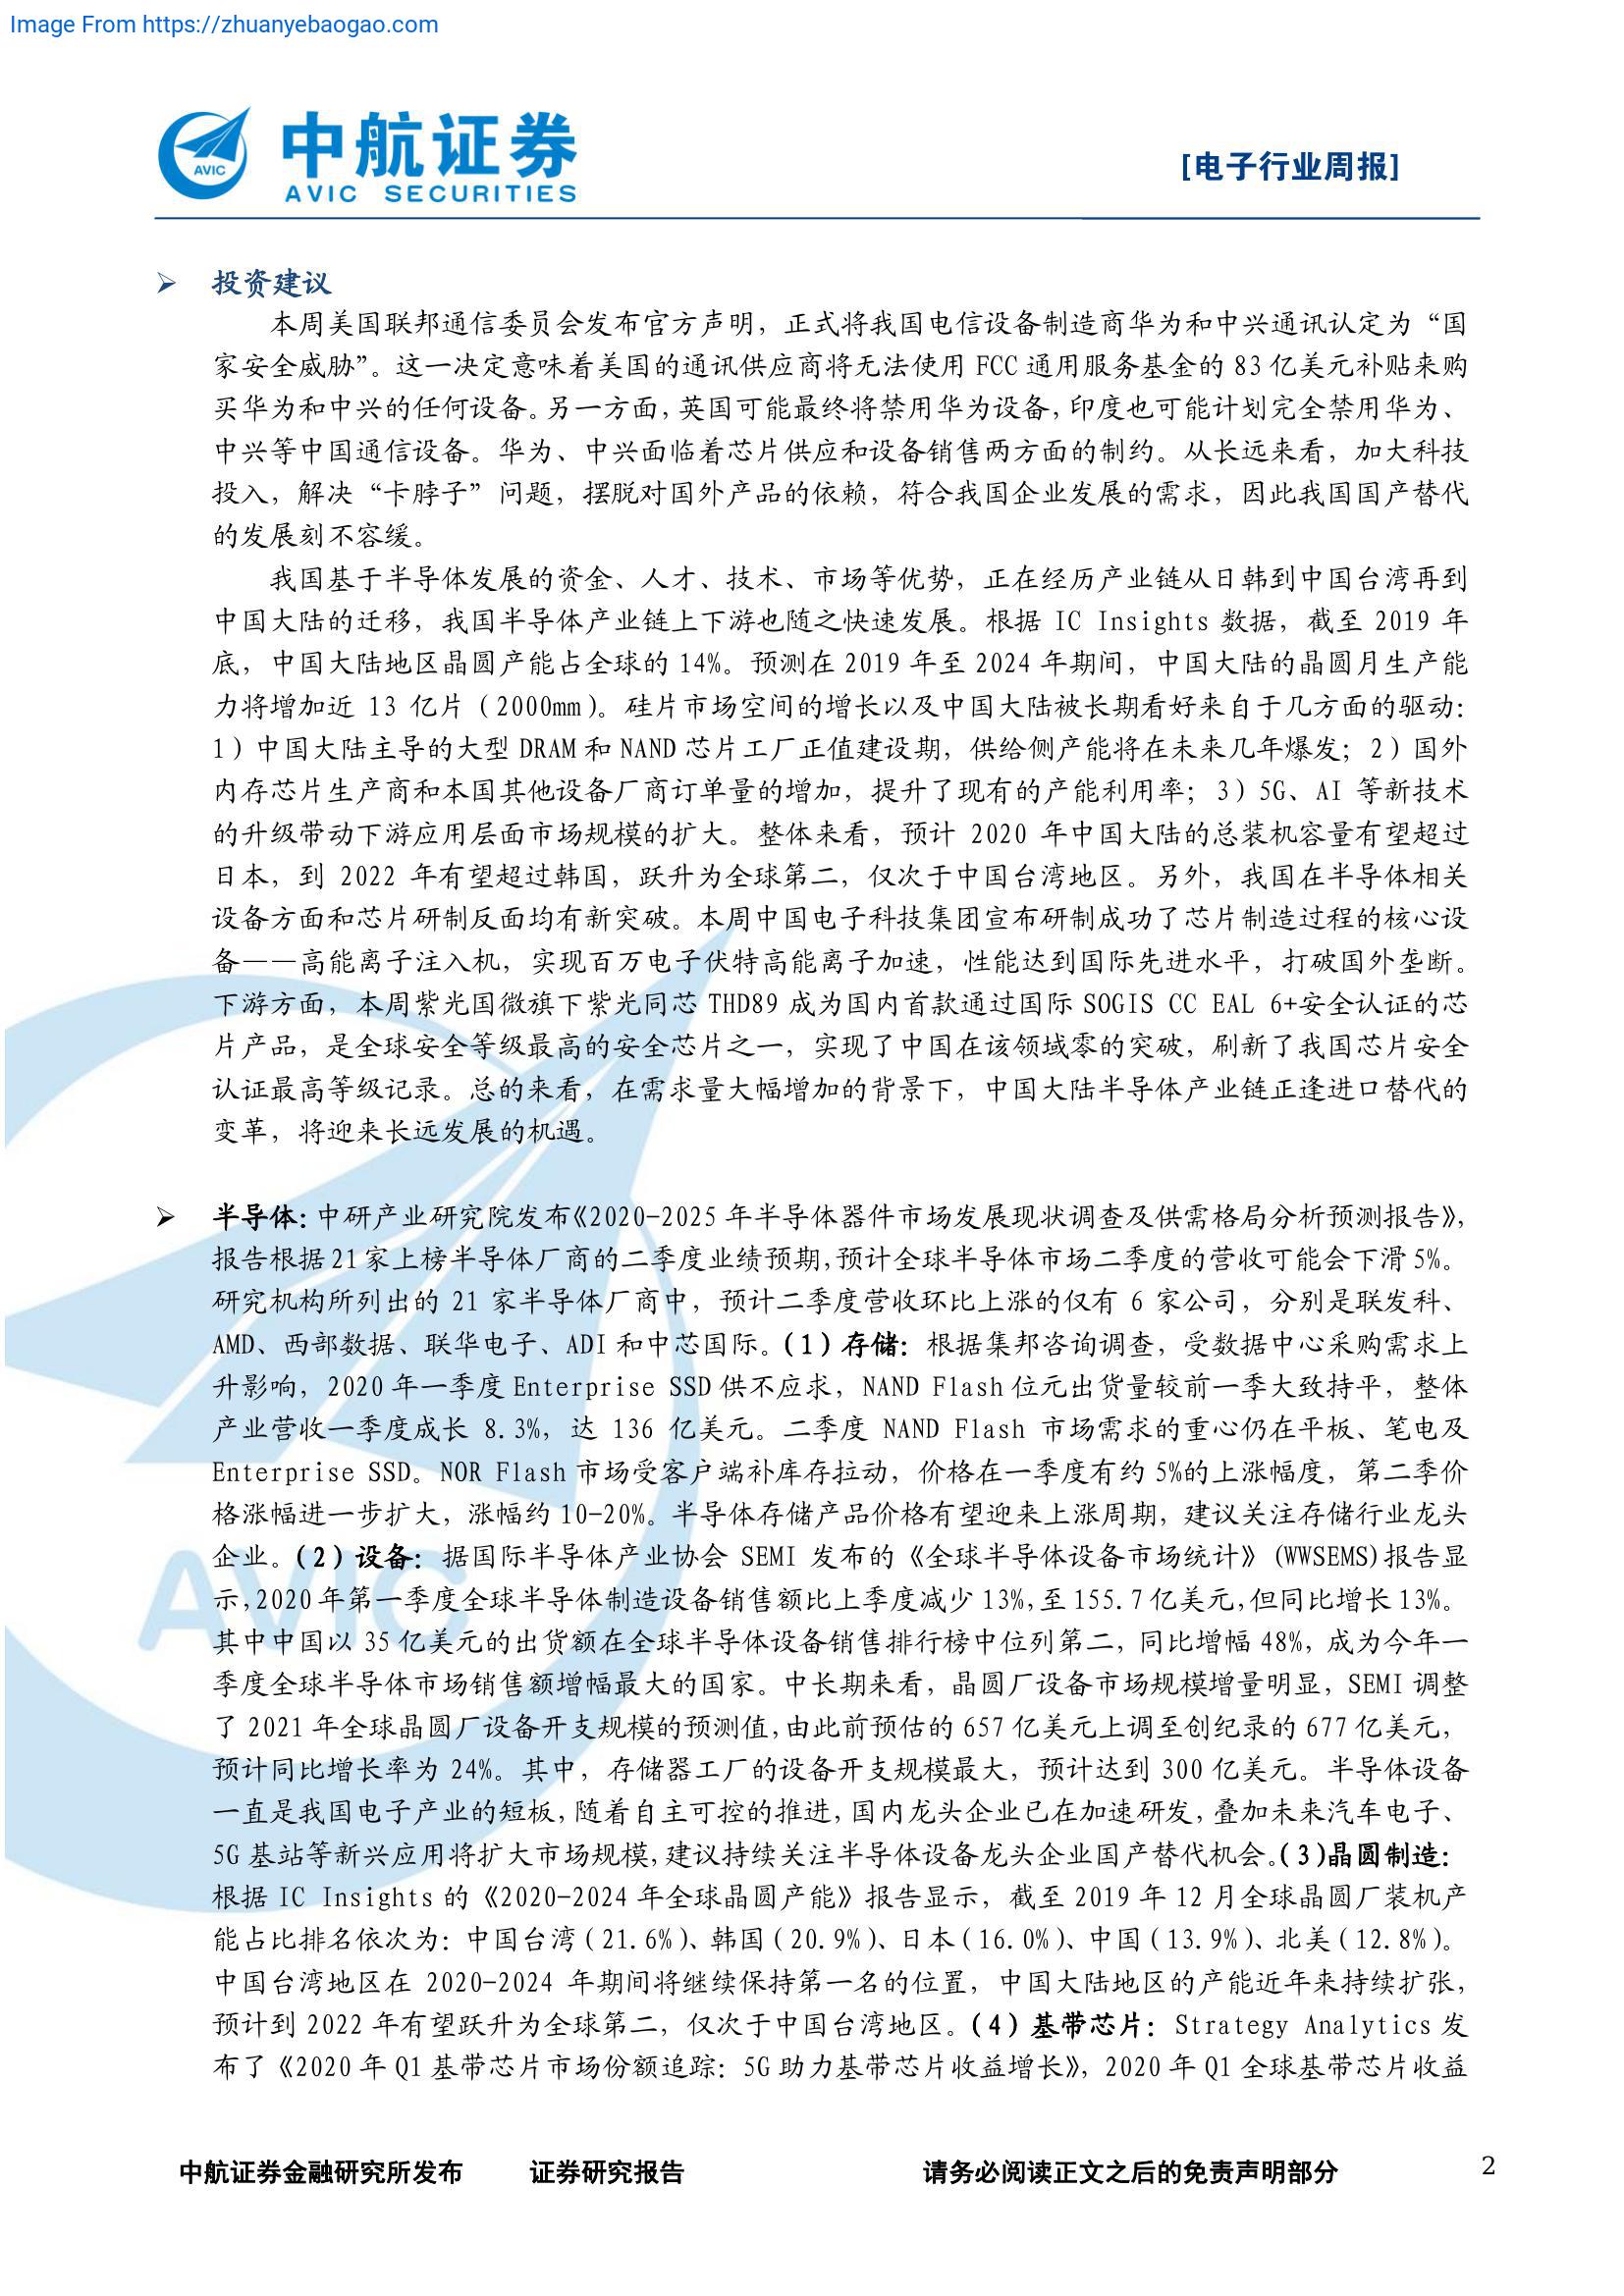 Image From https://zhuanyebaogao.com
AVIC
中航证券
AVIC SECURITIES
[电子行业周报]
➢ 投资建议
本周美国联邦通信委员会发布官方声明，正式将我国电信设备制造商华为和中兴通讯认定为“国
家安全威胁”。这一决定意味着美国的通讯供应商将无法使用 FCC 通用服务基金的 83 亿美元补贴来购
买华为和中兴的任何设备。另一方面，英国可能最终将禁用华为设备，印度也可能计划完全禁用华为、
中兴等中国通信设备。华为、中兴面临着芯片供应和设备销售两方面的制约。从长远来看，加大科技
投入，解决“卡脖子”问题，摆脱对国外产品的依赖，符合我国企业发展的需求，因此我国国产替代
的发展刻不容缓。
我国基于半导体发展的资金、人才、技术、市场等优势，正在经历产业链从日韩到中国台湾再到
中国大陆的迁移，我国半导体产业链上下游也随之快速发展。根据 IC Insights 数据，截至 2019 年
底，中国大陆地区晶圆产能占全球的 14%。预测在 2019 年至 2024 年期间，中国大陆的晶圆月生产能
力将增加近 13 亿片（2000mm）。硅片市场空间的增长以及中国大陆被长期看好来自于几方面的驱动：
1）中国大陆主导的大型 DRAM 和 NAND 芯片工厂正值建设期，供给侧产能将在未来几年爆发；2）国外
内存芯片生产商和本国其他设备厂商订单量的增加，提升了现有的产能利用率；3）5G、AI 等新技术
的升级带动下游应用层面市场规模的扩大。整体来看，预计 2020 年中国大陆的总装机容量有望超过
日本，到 2022 年有望超过韩国，跃升为全球第二，仅次于中国台湾地区。另外，我国在半导体相关
设备方面和芯片研制反面均有新突破。本周中国电子科技集团宣布研制成功了芯片制造过程的核心设
备——高能离子注入机，实现百万电子伏特高能离子加速，性能达到国际先进水平，打破国外垄断。
下游方面，本周紫光国微旗下紫光同芯 THD89 成为国内首款通过国际 SOGIS CC EAL 6+安全认证的芯
片产品，是全球安全等级最高的安全芯片之一，实现了中国在该领域零的突破，刷新了我国芯片安全
认证最高等级记录。总的来看，在需求量大幅增加的背景下，中国大陆半导体产业链正逢进口替代的
变革，将迎来长远发展的机遇。
➢ 半导体：中研产业研究院发布《2020-2025 年半导体器件市场发展现状调查及供需格局分析预测报告》，
报告根据 21 家上榜半导体厂商的二季度业绩预期，预计全球半导体市场二季度的营收可能会下滑 5%。
研究机构所列出的 21 家半导体厂商中，预计二季度营收环比上涨的仅有 6 家公司，分别是联发科、
AMD、西部数据、联华电子、ADI 和中芯国际。（1）存储：根据集邦咨询调查，受数据中心采购需求上
升影响，2020 年一季度 Enterprise SSD 供不应求，NAND Flash 位元出货量较前一季大致持平，整体
产业营收一季度成长 8.3%，达 136 亿美元。二季度 NAND Flash 市场需求的重心仍在平板、笔电及
Enterprise SSD。NOR Flash 市场受客户端补库存拉动，价格在一季度有约 5%的上涨幅度，第二季价
格涨幅进一步扩大，涨幅约 10-20%。半导体存储产品价格有望迎来上涨周期，建议关注存储行业龙头
企业。（2）设备：据国际半导体产业协会 SEMI 发布的《全球半导体设备市场统计》(WWSEMS)报告显
示，2020 年第一季度全球半导体制造设备销售额比上季度减少 13%，至 155.7 亿美元，但同比增长 13%。
其中中国以 35 亿美元的出货额在全球半导体设备销售排行榜中位列第二，同比增幅 48%，成为今年一
季度全球半导体市场销售额增幅最大的国家。中长期来看，晶圆厂设备市场规模增量明显，SEMI 调整
了 2021 年全球晶圆厂设备开支规模的预测值，由此前预估的 657 亿美元上调至创纪录的 677 亿美元，
预计同比增长率为 24%。其中，存储器工厂的设备开支规模最大，预计达到 300 亿美元。半导体设备
一直是我国电子产业的短板，随着自主可控的推进，国内龙头企业已在加速研发，叠加未来汽车电子、
5G 基站等新兴应用将扩大市场规模，建议持续关注半导体设备龙头企业国产替代机会。（3）晶圆制造：
根据 IC Insights 的《2020-2024 年全球晶圆产能》报告显示，截至 2019 年 12 月全球晶圆厂装机产
能占比排名依次为：中国台湾（21.6%）、韩国（20.9%）、日本（16.0%）、中国（13.9%）、北美（12.8%）。
中国台湾地区在 2020-2024 年期间将继续保持第一名的位置，中国大陆地区的产能近年来持续扩张，
预计到 2022 年有望跃升为全球第二，仅次于中国台湾地区。（4）基带芯片：Strategy Analytics 发
布了《2020 年 Q1 基带芯片市场份额追踪：5G 助力基带芯片收益增长》，2020 年 Q1 全球基带芯片收益
AVIC
中航证券金融研究所发布 证券研究报告 请务必阅读正文之后的免责声明部分 2